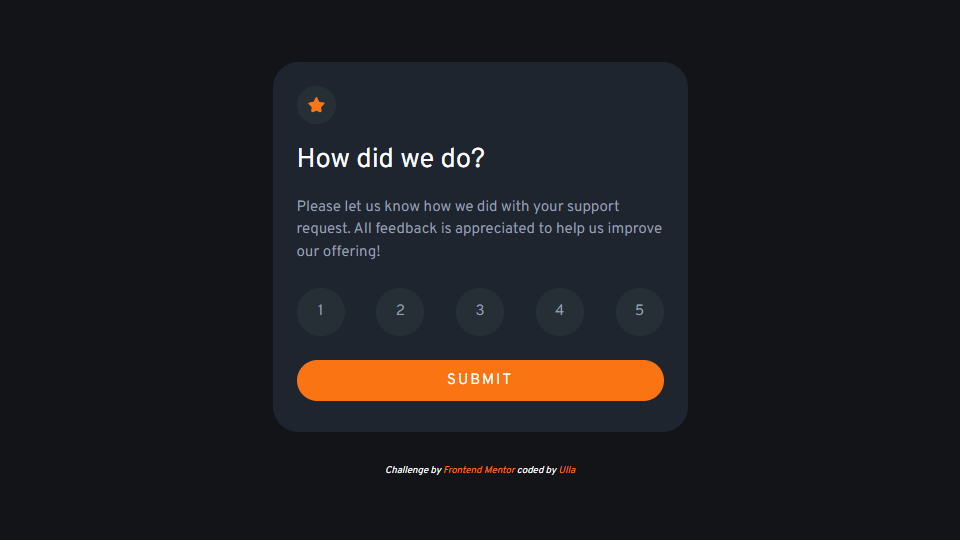 How did we do?
Please let us know how we did with your support
request. All feedback is appreciated to help us improve
our offering!
1 2 3 4 5
SUBMIT
Challenge by Frontend Mentor coded by Ulla